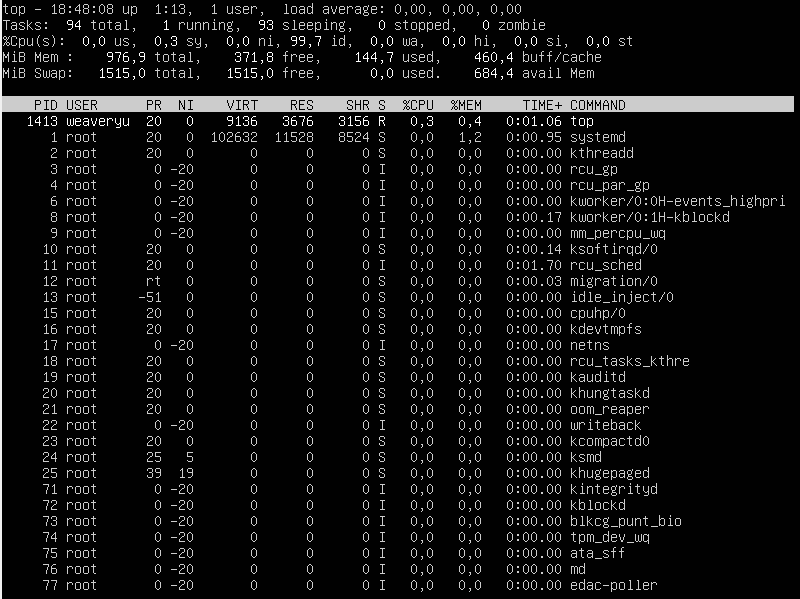 top - 18:48:08 up  1:13,  1 user,  load average: 0,00, 0,00, 0,00
Tasks:  94 total,   1 running,  93 sleeping,   0 stopped,   0 zombie
%Cpu(s):  0,0 us,  0,3 sy,  0,0 ni, 99,7 id,  0,0 wa,  0,0 hi,  0,0 si,  0,0 st
MiB Mem :    976,9 total,    371,8 free,    144,7 used,    460,4 buff/cache
MiB Swap:   1515,0 total,   1515,0 free,      0,0 used.    684,4 avail Mem
    PID USER      PR  NI    VIRT    RES    SHR S  %CPU  %MEM     TIME+ COMMAND
   1413 weaveryu  20   0    9136   3676   3156 R   0,3   0,4   0:01.06 top
      1 root      20   0  102632  11528   8524 S   0,0   1,2   0:00.95 systemd
      2 root      20   0       0      0      0 S   0,0   0,0   0:00.00 kthreadd
      3 root       0 -20       0      0      0 I   0,0   0,0   0:00.00 rcu_gp
      4 root       0 -20       0      0      0 I   0,0   0,0   0:00.00 rcu_par_gp
      6 root       0 -20       0      0      0 I   0,0   0,0   0:00.00 kworker/0:0H-events_highpri
      8 root       0 -20       0      0      0 I   0,0   0,0   0:00.17 kworker/0:1H-kblockd
      9 root       0 -20       0      0      0 I   0,0   0,0   0:00.00 mm_percpu_wq
     10 root      20   0       0      0      0 S   0,0   0,0   0:00.14 ksoftirqd/0
     11 root      20   0       0      0      0 I   0,0   0,0   0:01.70 rcu_sched
     12 root      rt   0       0      0      0 S   0,0   0,0   0:00.03 migration/0
     13 root     -51   0       0      0      0 S   0,0   0,0   0:00.00 idle_inject/0
     15 root      20   0       0      0      0 S   0,0   0,0   0:00.00 cpuhp/0
     16 root      20   0       0      0      0 S   0,0   0,0   0:00.00 kdevtmpfs
     17 root       0 -20       0      0      0 I   0,0   0,0   0:00.00 netns
     18 root      20   0       0      0      0 S   0,0   0,0   0:00.00 rcu_tasks_kthre
     19 root      20   0       0      0      0 S   0,0   0,0   0:00.00 kauditd
     20 root      20   0       0      0      0 S   0,0   0,0   0:00.00 khungtaskd
     21 root      20   0       0      0      0 S   0,0   0,0   0:00.00 oom_reaper
     22 root       0 -20       0      0      0 I   0,0   0,0   0:00.00 writeback
     23 root      20   0       0      0      0 S   0,0   0,0   0:00.00 kcompactd0
     24 root      25   5       0      0      0 S   0,0   0,0   0:00.00 ksmd
     25 root      39  19       0      0      0 S   0,0   0,0   0:00.00 khugepaged
     71 root       0 -20       0      0      0 I   0,0   0,0   0:00.00 kintegrityd
     72 root       0 -20       0      0      0 I   0,0   0,0   0:00.00 kblockd
     73 root       0 -20       0      0      0 I   0,0   0,0   0:00.00 blkcg_punt_bio
     74 root       0 -20       0      0      0 I   0,0   0,0   0:00.00 tpm_dev_wq
     75 root       0 -20       0      0      0 I   0,0   0,0   0:00.00 ata_sff
     76 root       0 -20       0      0      0 I   0,0   0,0   0:00.00 md
     77 root       0 -20       0      0      0 I   0,0   0,0   0:00.00 edac-poller